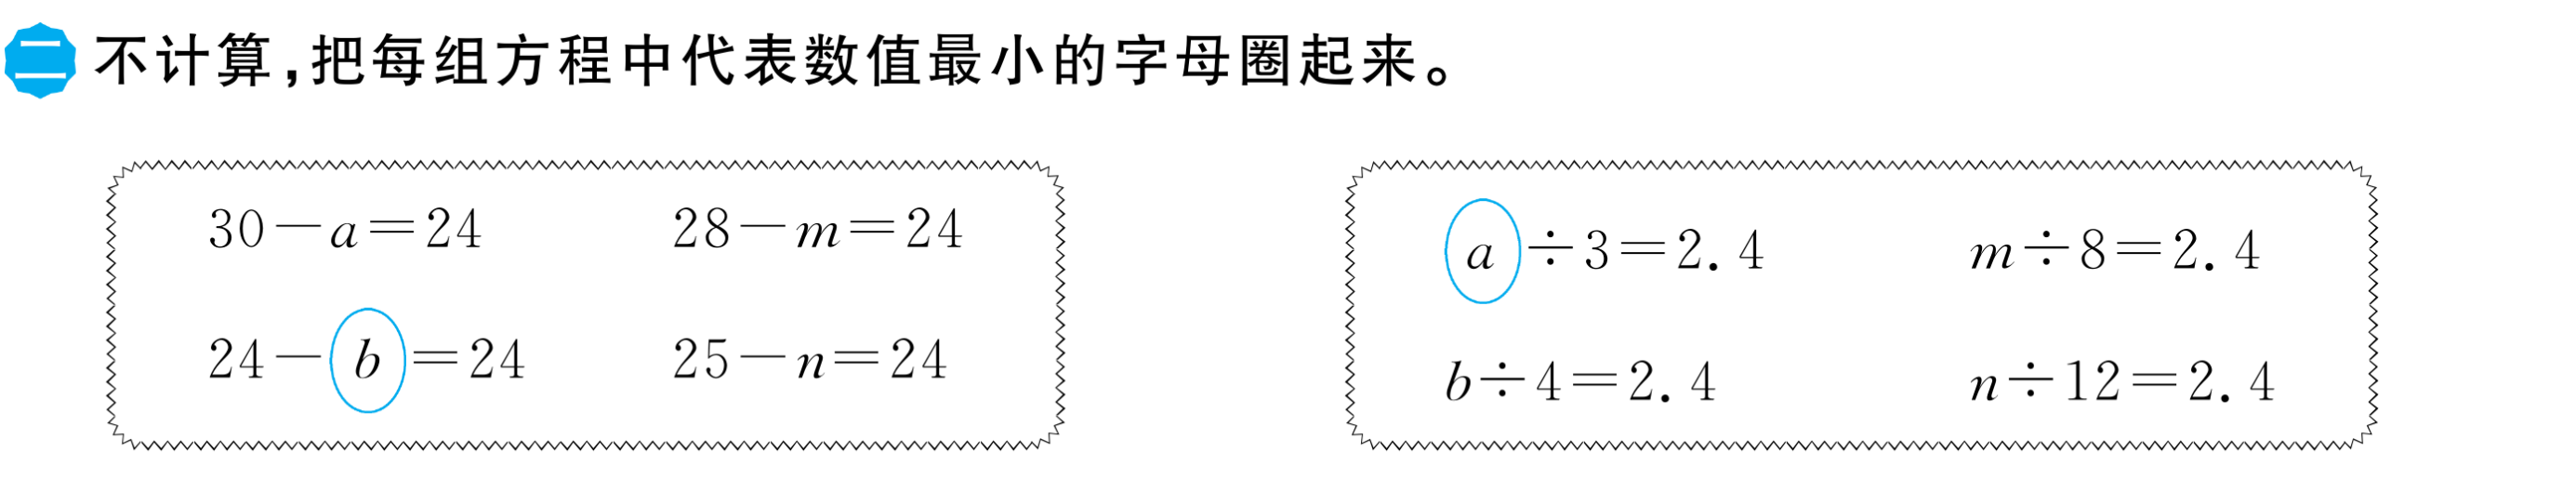 二 不计算,把每组方程中代表数值最小的字母圈起来。
30-a=24 28-m=24
24-b=24 25-n=24
a÷3=2.4 m÷8=2.4
b÷4=2.4 n÷12=2.4